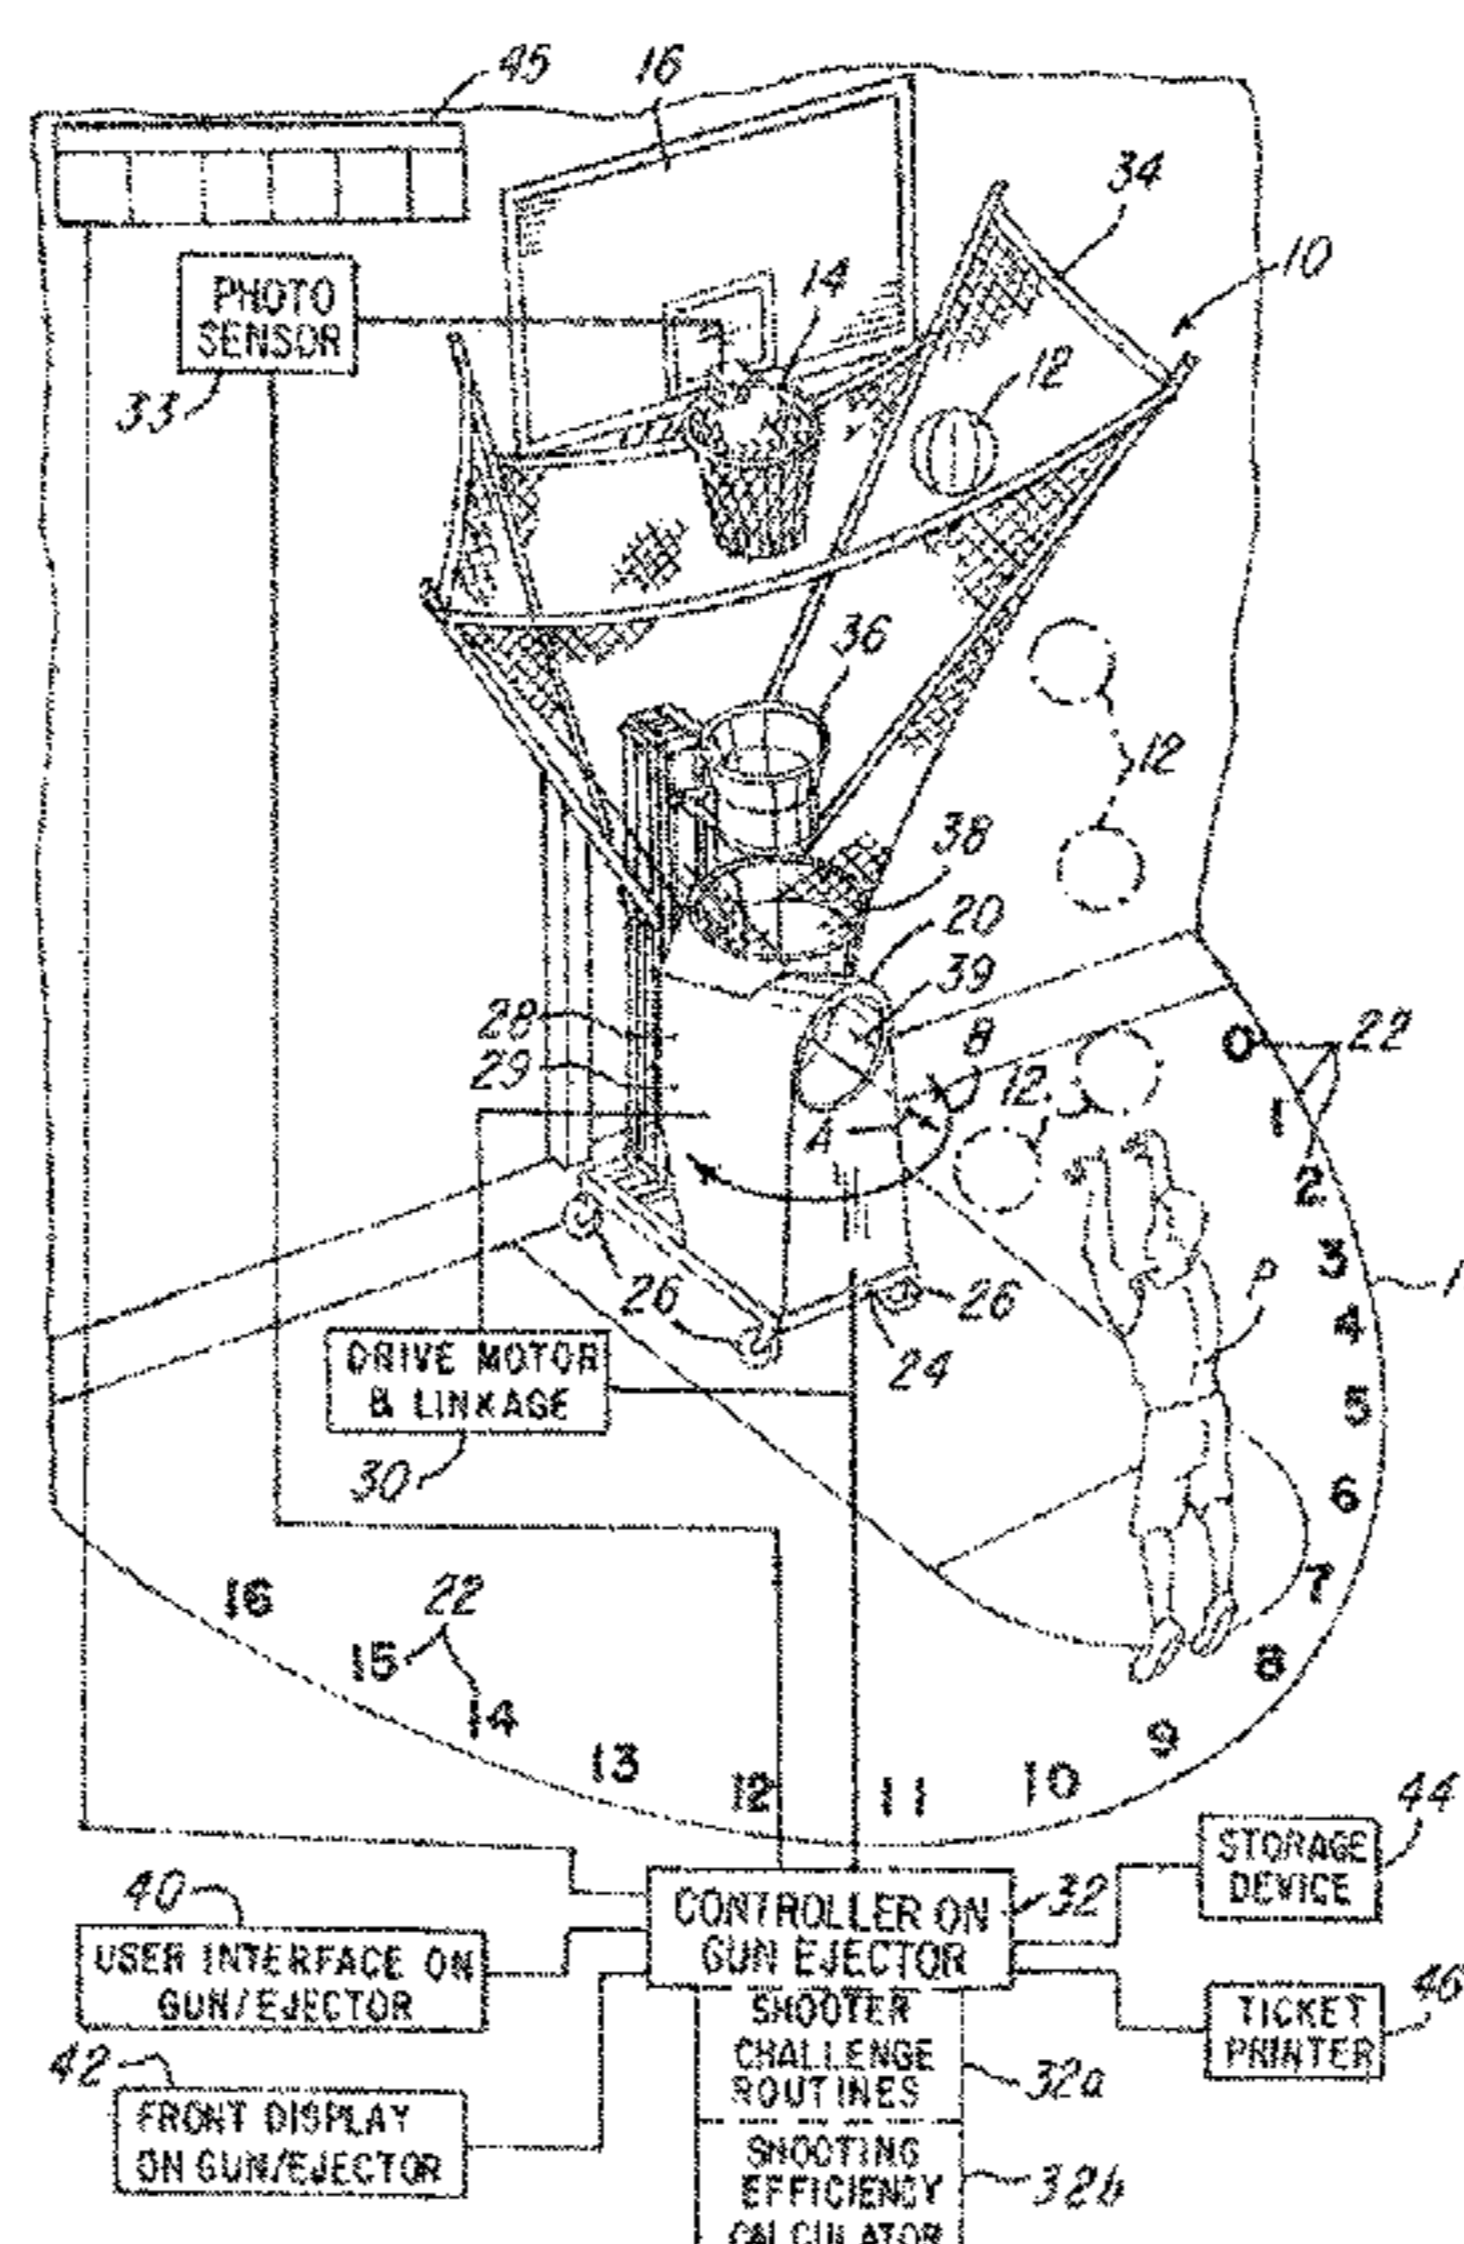 45
16
34
10
PHOTO
SENSOR
14
12
33
36
12
38
20
39
28
29
B
12
A
0
22
1
2
3
1
26
26
P
4
24
DRIVE MOTOR
& LINKAGE
5
30
6
7
16
22
15
8
14
9
13
12
11
10
44
STORAGE
DEVICE
40
CONTROLLER ON
GUN EJECTOR
32
USER INTERFACE ON
GUN/EJECTOR
46
TICKET
PRINTER
SHOOTER
CHALLENGE
ROUTINES
32a
42
FRONT DISPLAY
ON GUN/EJECTOR
SHOOTING
EFFICIENCY
CALCULATOR
32b